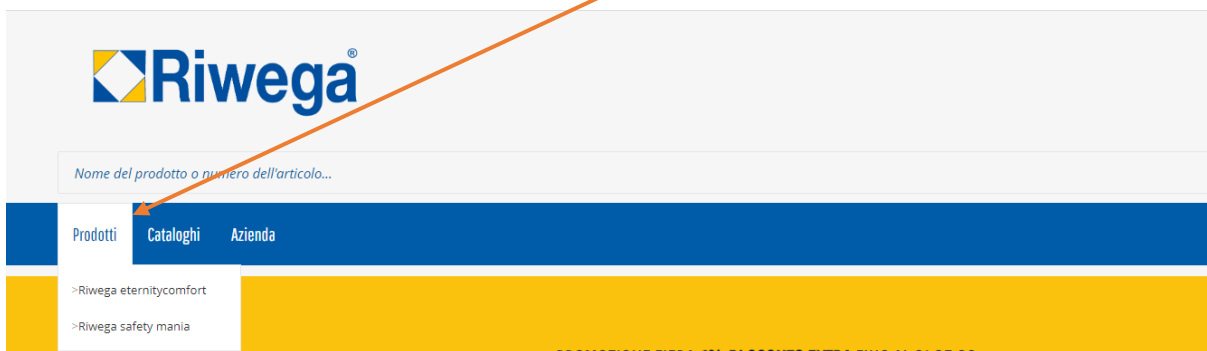 Riwega®
Nome del prodotto o numero dell'articolo...
Prodotti Cataloghi Azienda
>Riwega eternitycomfort
>Riwega safety mania